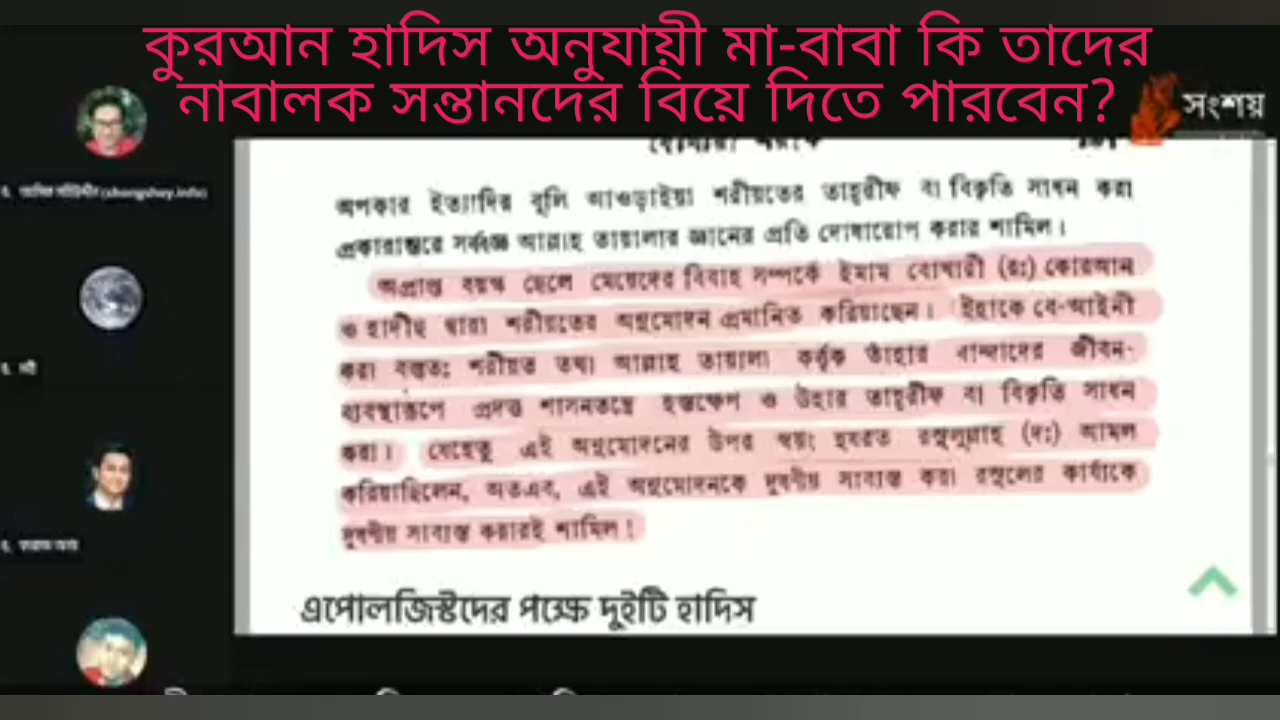 কুরআন হাদিস অনুযায়ী মা-বাবা কি তাদের
নাবালক সন্তানদের বিয়ে দিতে পারবেন?
সংশয়
অপকার ইত্যাদির বুলি আওড়াইয়া শরীয়তের তাহ্‌রীফ বা বিকৃতি সাধন করা
প্রকারান্তরে সর্বজ্ঞ আল্লাহ তায়ালার জ্ঞানের প্রতি দোষারোপ করার শামিল।
অপ্রাপ্ত বয়স্ক ছেলে মেয়েদের বিবাহ সম্পর্কে ইমাম বোখারী (রঃ) কোরআন
ও হাদীছ দ্বারা শরীয়তের অনুমোদন প্রমানিত করিয়াছেন। ইহাকে বে-আইনী
করা বস্তুতঃ শরীয়ত তথা আল্লাহ তায়ালা কর্তৃক তাঁহার বান্দাদের জীবন-
ব্যবস্থারূপে প্রদত্ত শাসনতন্ত্রে হস্তক্ষেপ ও উহার তাহ্‌রীফ বা বিকৃতি সাধন
করা। যেহেতু এই অনুমোদনের উপর স্বয়ং হযরত রসুলুল্লাহ (দঃ) আমল
করিয়াছিলেন, অতএব, এই অনুমোদনকে দুষণীয় সাব্যস্ত করা রসুলের কার্য্যকে
দুষণীয় সাব্যস্ত করারই শামিল!
এপোলজিস্টদের পক্ষে দুইটি হাদিস